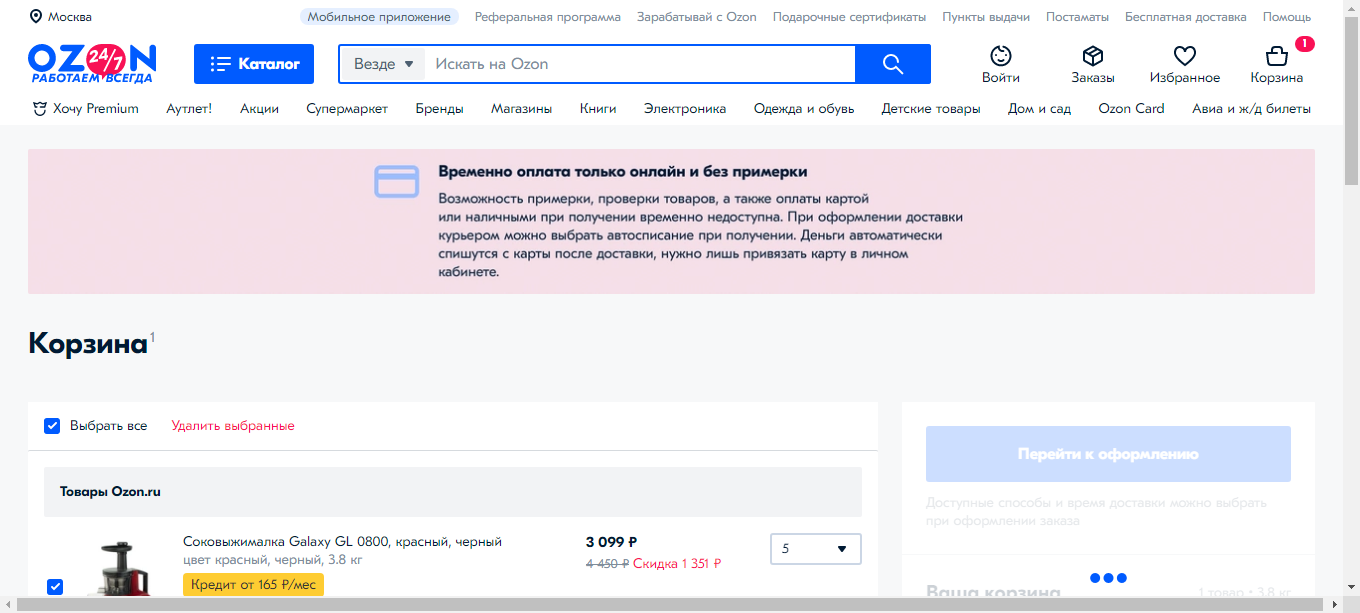 Москва
Мобильное приложение Реферальная программа Зарабатывай с Ozon Подарочные сертификаты Пункты выдачи Постаматы Бесплатная доставка Помощь
OZON 24/7
РАБОТАЕМ ВСЕГДА
Каталог
Везде
Искать на Ozon
Войти
Заказы
Избранное
1
Корзина
Хочу Premium Аутлет! Акции Супермаркет Бренды Магазины Книги Электроника Одежда и обувь Детские товары Дом и сад Ozon Card Авиа и ж/д билеты
Временно оплата только онлайн и без примерки
Возможность примерки, проверки товаров, а также оплаты картой
или наличными при получении временно недоступна. При оформлении доставки
курьером можно выбрать автосписание при получении. Деньги автоматически
спишутся с карты после доставки, нужно лишь привязать карту в личном
кабинете.
Корзина 1
Выбрать все Удалить выбранные
Товары Ozon.ru
Соковыжималка Galaxy GL 0800, красный, черный
цвет красный, черный, 3.8 кг
Кредит от 165 ₽/мес
3 099 ₽
4 450 ₽ Скидка 1 351 ₽
5
Перейти к оформлению
Доступные способы и время доставки можно выбрать
при оформлении заказа
Ваша корзина 1 товар • 3.8 кг